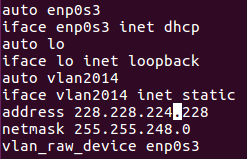 auto enp0s3
iface enp0s3 inet dhcp
auto lo
iface lo inet loopback
auto vlan2014
iface vlan2014 inet static
address 228.228.224.228
netmask 255.255.248.0
vlan_raw_device enp0s3